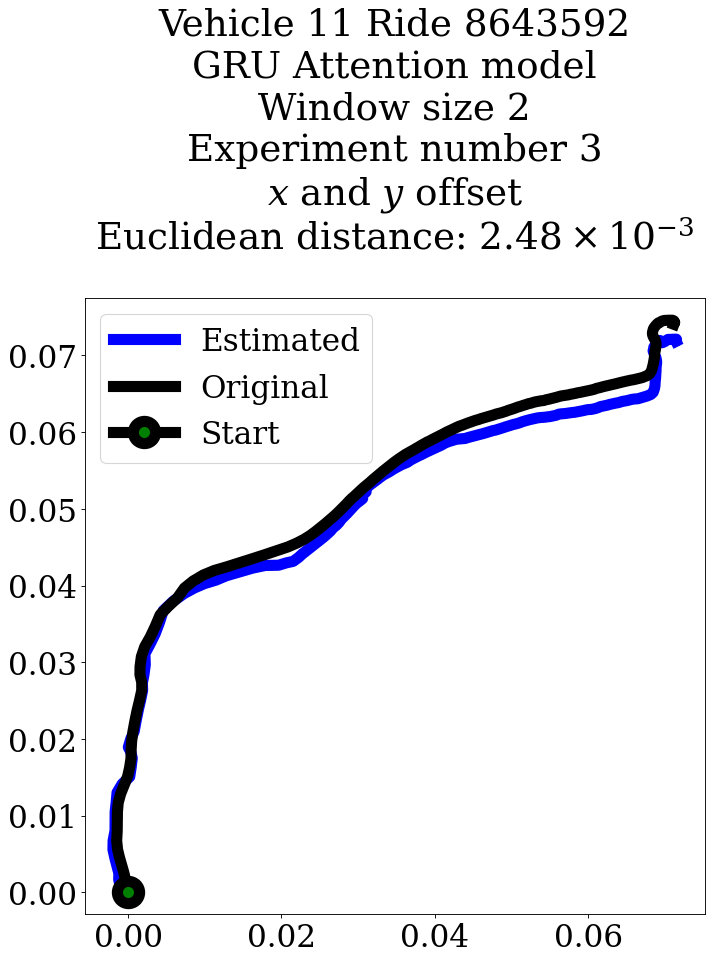 Vehicle 11 Ride 8643592
GRU Attention model
Window size 2
Experiment number 3
x and y offset
Euclidean distance: 2.48 × 10⁻³
Estimated
Original
Start
0.07
0.06
0.05
0.04
0.03
0.02
0.01
0.00
0.00 0.02 0.04 0.06